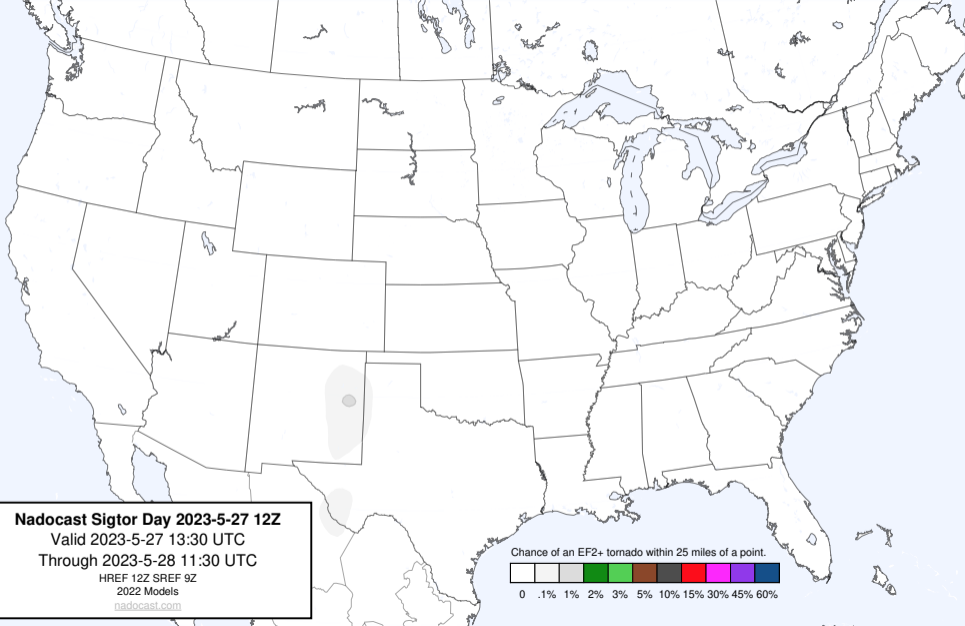 Nadocast Sigtor Day 2023-5-27 12Z
Valid 2023-5-27 13:30 UTC
Through 2023-5-28 11:30 UTC
HREF 12Z SREF 9Z
2022 Models
nadocast.com
Chance of an EF2+ tornado within 25 miles of a point.
0 .1% 1% 2% 3% 5% 10% 15% 30% 45% 60%